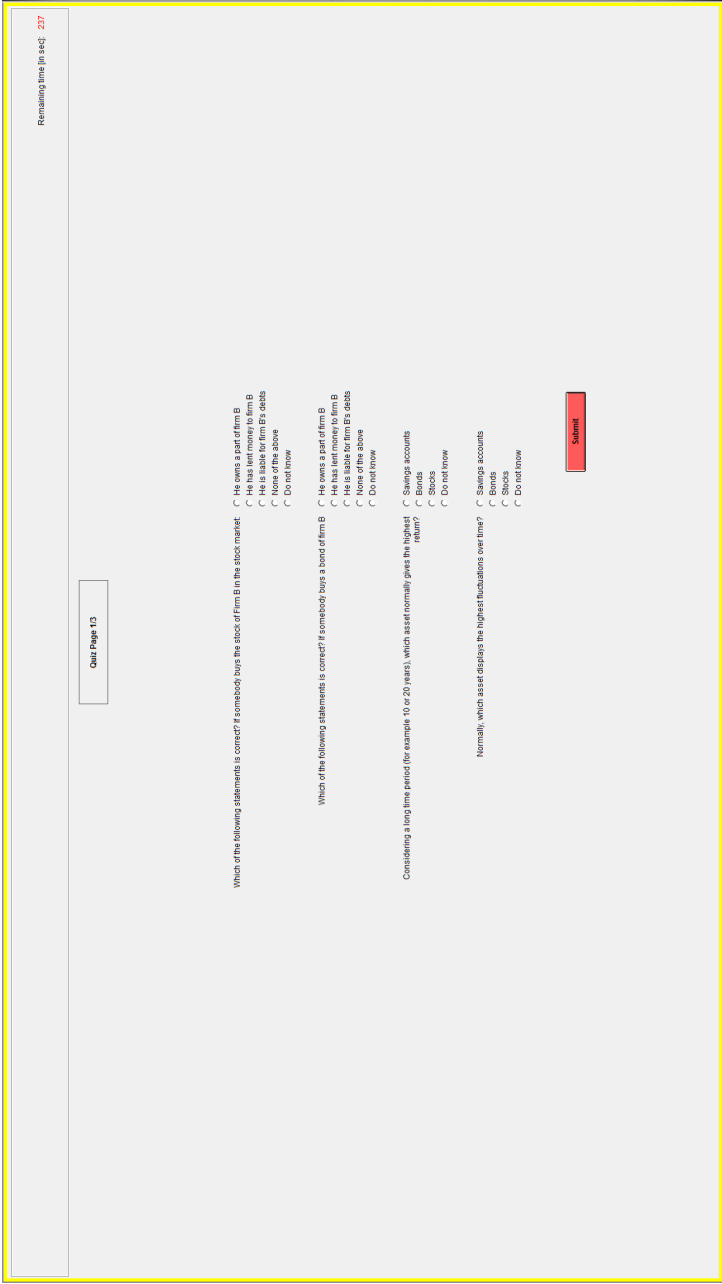 Remaining time [in sec]: 237
Quiz Page 1/3
Which of the following statements is correct? If somebody buys the stock of Firm B in the stock market:
He owns a part of firm B
He has lent money to firm B
He is liable for firm B's debts
None of the above
Do not know
Which of the following statements is correct? If somebody buys a bond of firm B
He owns a part of firm B
He has lent money to firm B
He is liable for firm B's debts
None of the above
Do not know
Considering a long time period (for example 10 or 20 years), which asset normally gives the highest
return?
Savings accounts
Bonds
Stocks
Do not know
Normally, which asset displays the highest fluctuations over time?
Savings accounts
Bonds
Stocks
Do not know
Submit